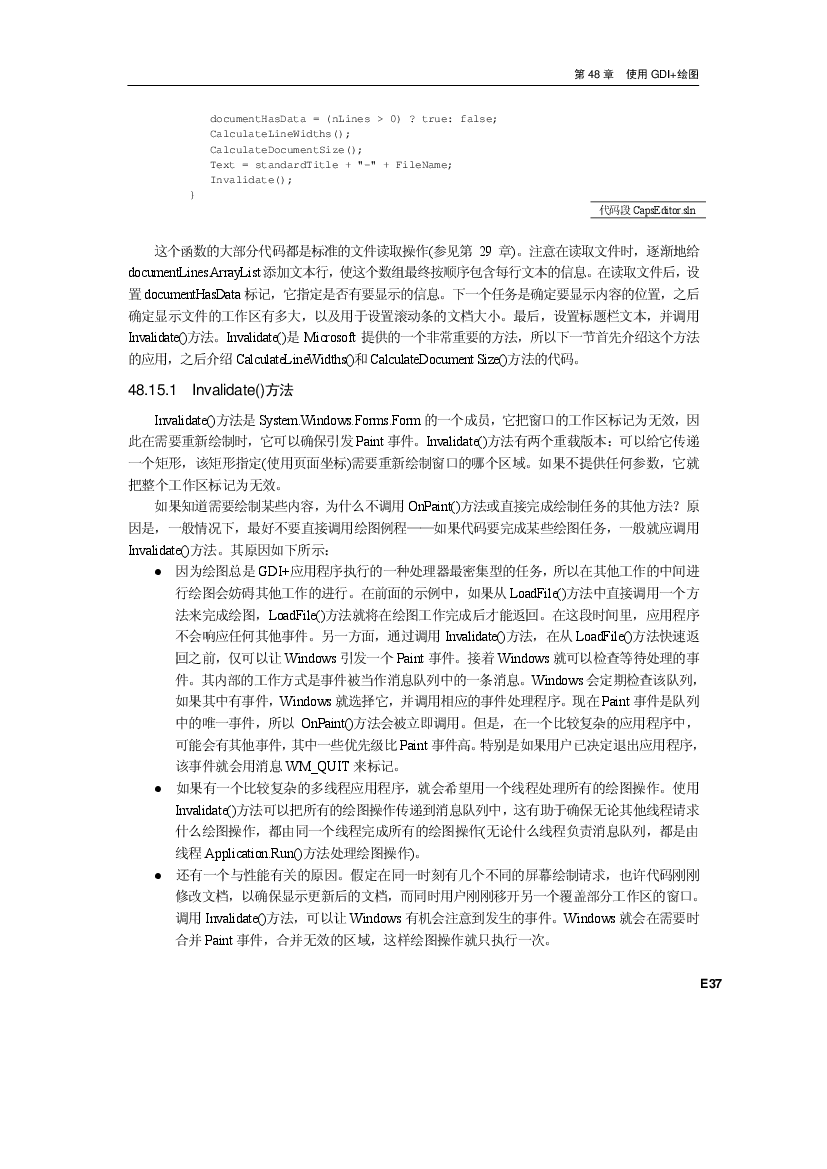 第 48 章 使用 GDI+绘图
documentHasData = (nLines > 0) ? true: false;
CalculateLineWidths();
CalculateDocumentSize();
Text = standardTitle + "-" + FileName;
Invalidate();
}
代码段 CapsEditor.sln
这个函数的大部分代码都是标准的文件读取操作(参见第 29 章)。注意在读取文件时，逐渐地给
documentLinesArrayList 添加文本行，使这个数组最终按顺序包含每行文本的信息。在读取文件后，设
置 documentHasData 标记，它指定是否有要显示的信息。下一个任务是确定要显示内容的位置，之后
确定显示文件的工作区有多大，以及用于设置滚动条的文档大小。最后，设置标题栏文本，并调用
Invalidate()方法。Invalidate()是 Microsoft 提供的一个非常重要的方法，所以下一节首先介绍这个方法
的应用，之后介绍 CalculateLineWidths()和 CalculateDocument Size()方法的代码。
48.15.1 Invalidate()方法
Invalidate()方法是 System.Windows.Forms.Form 的一个成员，它把窗口的工作区标记为无效，因
此在需要重新绘制时，它可以确保引发 Paint 事件。Invalidate()方法有两个重载版本：可以给它传递
一个矩形，该矩形指定(使用页面坐标)需要重新绘制窗口的哪个区域。如果不提供任何参数，它就
把整个工作区标记为无效。
如果知道需要绘制某些内容，为什么不调用 OnPaint()方法或直接完成绘制任务的其他方法？原
因是，一般情况下，最好不要直接调用绘图例程——如果代码要完成某些绘图任务，一般就应调用
Invalidate()方法。其原因如下所示：
● 因为绘图总是 GDI+应用程序执行的一种处理器最密集型的任务，所以在其他工作的中间进
行绘图会妨碍其他工作的进行。在前面的示例中，如果从 LoadFile()方法中直接调用一个方
法来完成绘图，LoadFile()方法就将在绘图工作完成后才能返回。在这段时间里，应用程序
不会响应任何其他事件。另一方面，通过调用 Invalidate()方法，在从 LoadFile()方法快速返
回之前，仅可以让 Windows 引发一个 Paint 事件。接着 Windows 就可以检查等待处理的事
件。其内部的工作方式是事件被当作消息队列中的一条消息。Windows 会定期检查该队列，
如果其中有事件，Windows 就选择它，并调用相应的事件处理程序。现在 Paint 事件是队列
中的唯一事件，所以 OnPaint()方法会被立即调用。但是，在一个比较复杂的应用程序中，
可能会有其他事件，其中一些优先级比 Paint 事件高。特别是如果用户已决定退出应用程序，
该事件就会用消息 WM_QUIT 来标记。
● 如果有一个比较复杂的多线程应用程序，就会希望用一个线程处理所有的绘图操作。使用
Invalidate()方法可以把所有的绘图操作传递到消息队列中，这有助于确保无论其他线程请求
什么绘图操作，都由同一个线程完成所有的绘图操作(无论什么线程负责消息队列，都是由
线程 Application.Run()方法处理绘图操作)。
● 还有一个与性能有关的原因。假定在同一时刻有几个不同的屏幕绘制请求，也许代码刚刚
修改文档，以确保显示更新后的文档，而同时用户刚刚移开另一个覆盖部分工作区的窗口。
调用 Invalidate()方法，可以让 Windows 有机会注意到发生的事件。Windows 就会在需要时
合并 Paint 事件，合并无效的区域，这样绘图操作就只执行一次。
E37